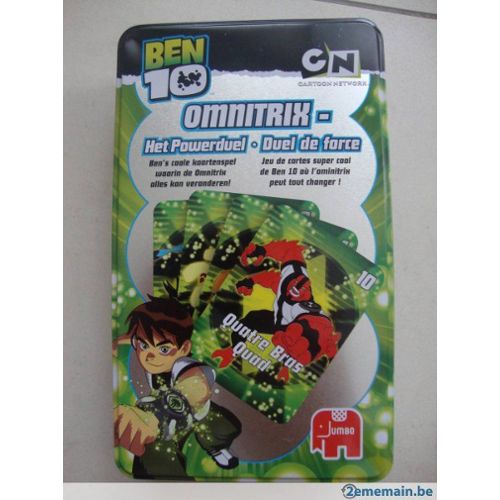 BEN
10
CN
CARTOON NETWORK
OMNITRIX -
Het Powerduel • Duel de force
Ben's coole kaartenspel
waarin de Omnitrix
alles kan veranderen!
Jeu de cartes super cool
de Ben 10 où l'ominitrix
peut tout changer !
10
Quatre Bras
Quad
JUMBO
2ememain.be